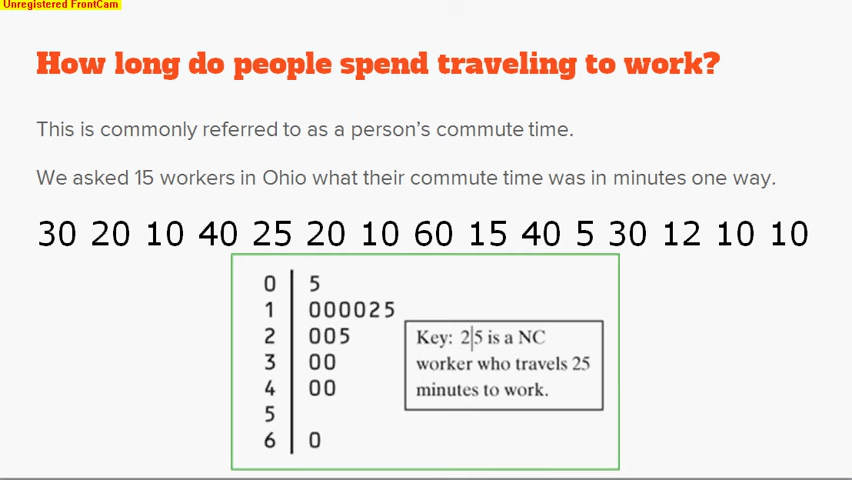 Unregistered FrontCam
How long do people spend traveling to work?
This is commonly referred to as a person's commute time.
We asked 15 workers in Ohio what their commute time was in minutes one way.
30 20 10 40 25 20 10 60 15 40 5 30 12 10 10
0 | 5
1 | 000025
2 | 005
3 | 00
4 | 00
5 |
6 | 0
Key: 2|5 is a NC
worker who travels 25
minutes to work.